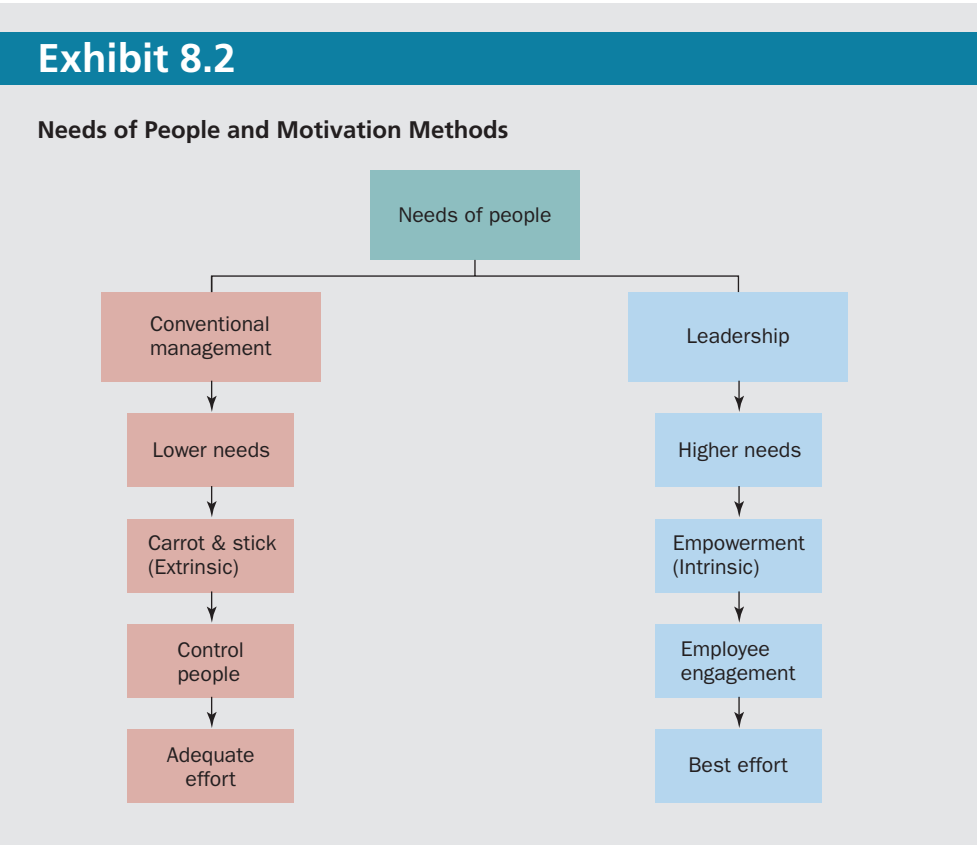 Exhibit 8.2
Needs of People and Motivation Methods
Needs of people
Conventional
management
Lower needs
Carrot & stick
(Extrinsic)
Control
people
Adequate
effort
Leadership
Higher needs
Empowerment
(Intrinsic)
Employee
engagement
Best effort